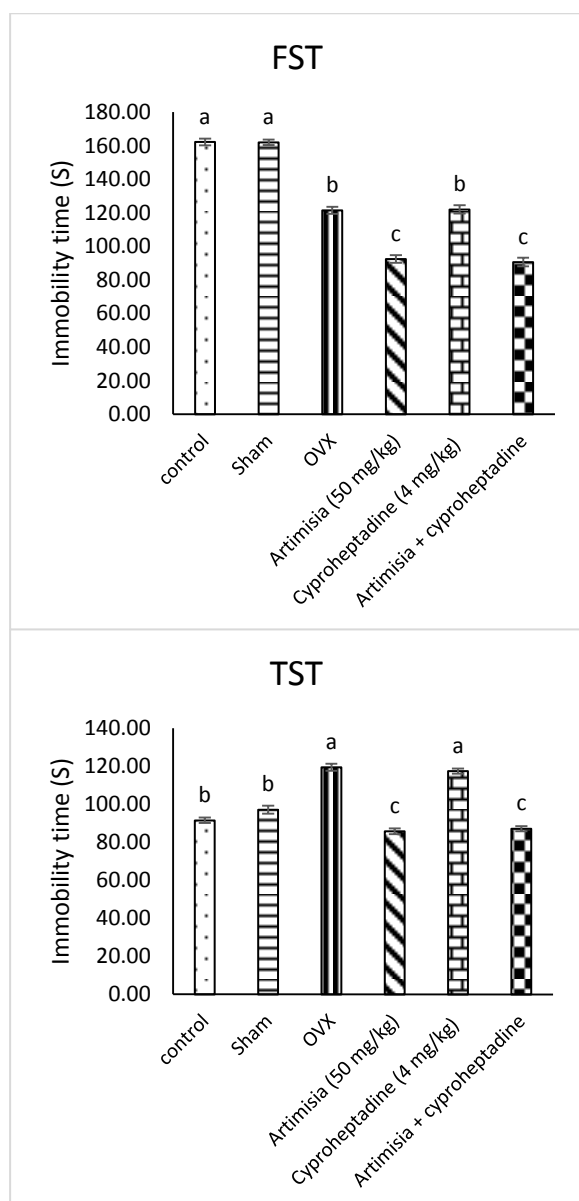 FST
Immobility time (S)
180.00
160.00
140.00
120.00
100.00
80.00
60.00
40.00
20.00
0.00
a
a
b
c
b
c
control
Sham
OVX
Artimisia (50 mg/kg)
Cyproheptadine (4 mg/kg)
Artimisia + cyproheptadine
TST
Immobility time (S)
140.00
120.00
100.00
80.00
60.00
40.00
20.00
0.00
b
b
a
c
a
c
control
Sham
OVX
Artimisia (50 mg/kg)
Cyproheptadine (4 mg/kg)
Artimisia + cyproheptadine